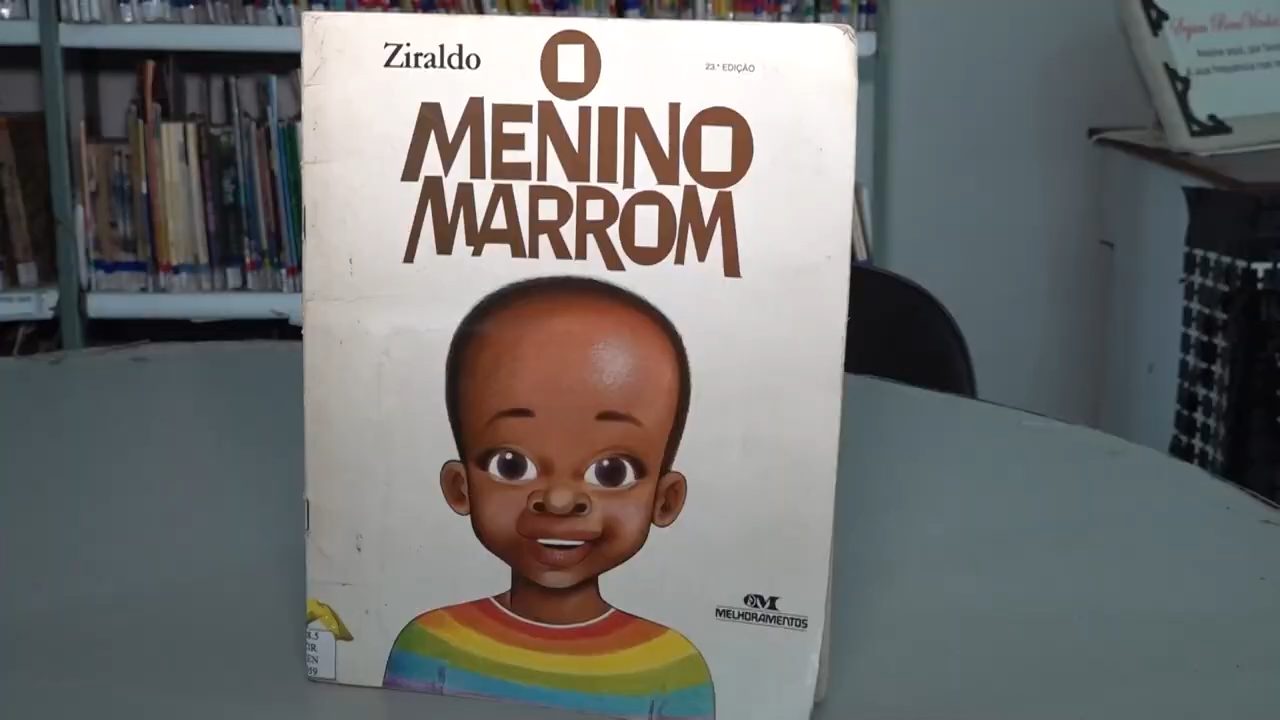 Ziraldo
23.ª EDIÇÃO
O
MENINO
MARROM
MELHORAMENTOS